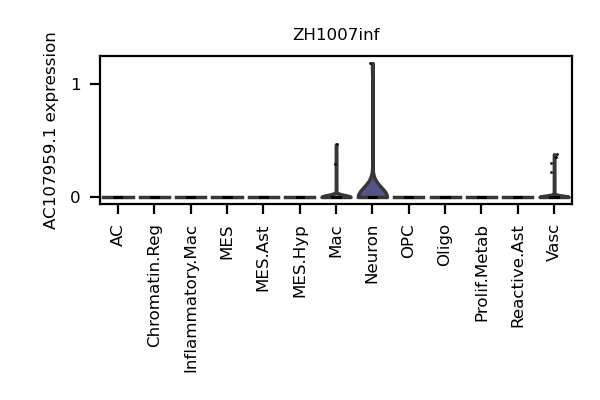 ZH1007inf
AC107959.1 expression
1
0
AC
Chromatin.Reg
Inflammatory.Mac
MES
MES.Ast
MES.Hyp
Mac
Neuron
OPC
Oligo
Prolif.Metab
Reactive.Ast
Vasc